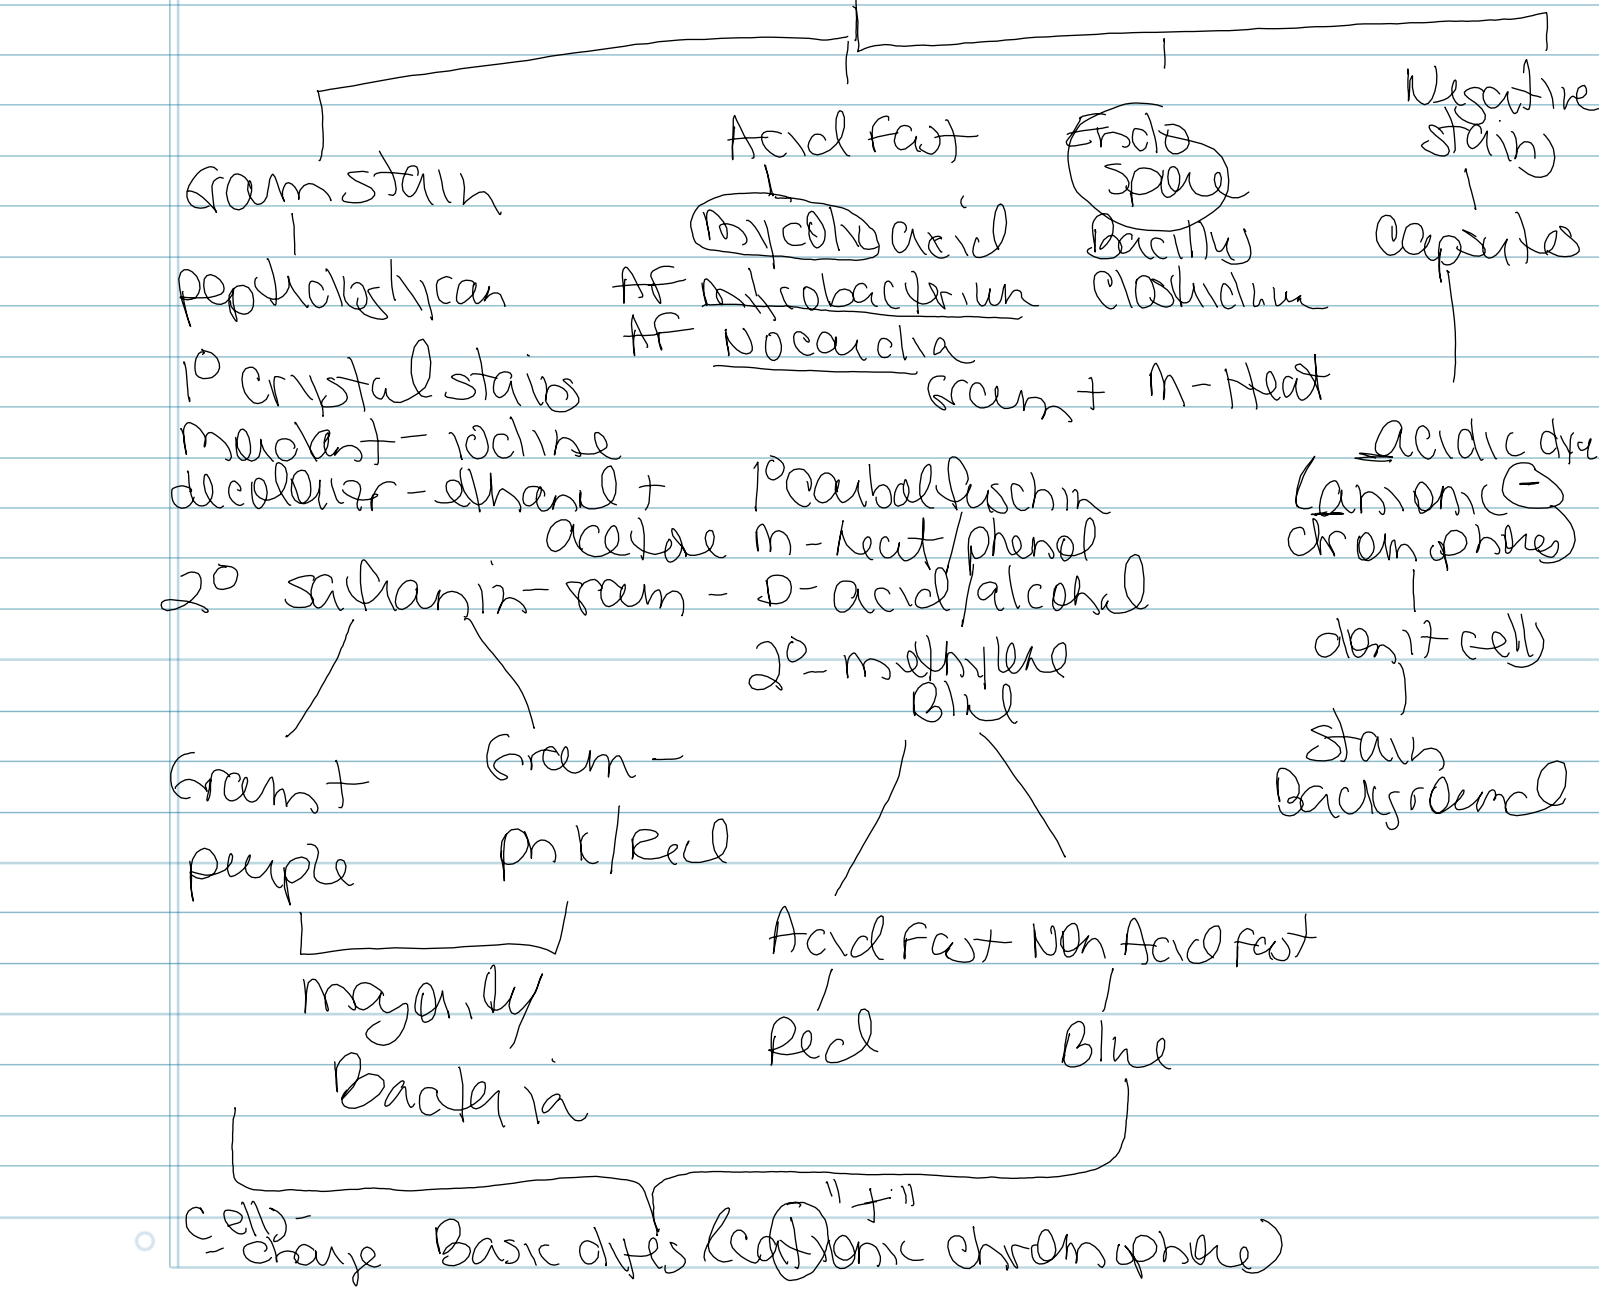 Gram stain
peptidoglycan
1° crystal stains
mordant - iodine
decolorizer - ethanol +
acetone
2° safranin - gram -
Gram +
purple
Gram -
Pink/Red
majority
Bacteria
Acid Fast
mycolic acid
AF mycobacterium
AF Nocardia
Gram +
1° carbolfuschin
m - heat/phenol
D - acid/alcohol
2° - methylene
Blue
Acid Fast
Red
Non Acid fast
Blue
Endo
spore
Bacillus
Clostridium
M - Heat
Negative
stain
capsules
acidic dye
(anionic -
chromophores)
don't cells
stain
Background
cells -
- charge Basic dyes (cationic chromophore)
"+"